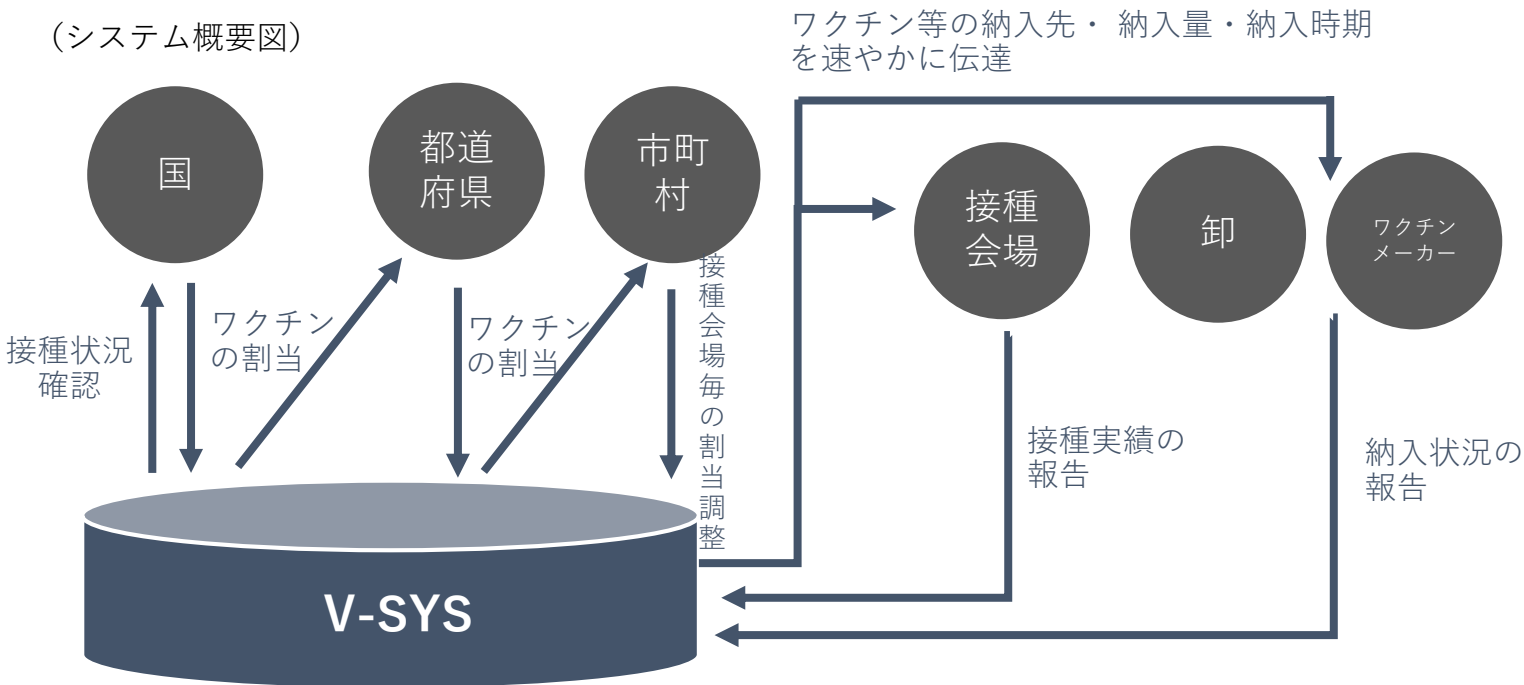 (システム概要図)
ワクチン等の納入先・ 納入量・納入時期
を速やかに伝達
国
都道
府県
市町
村
接種
会場
卸
ワクチン
メーカー
接種状況
確認
ワクチン
の割当
ワクチン
の割当
接種会場毎の割当調整
接種実績の
報告
納入状況の
報告
V-SYS